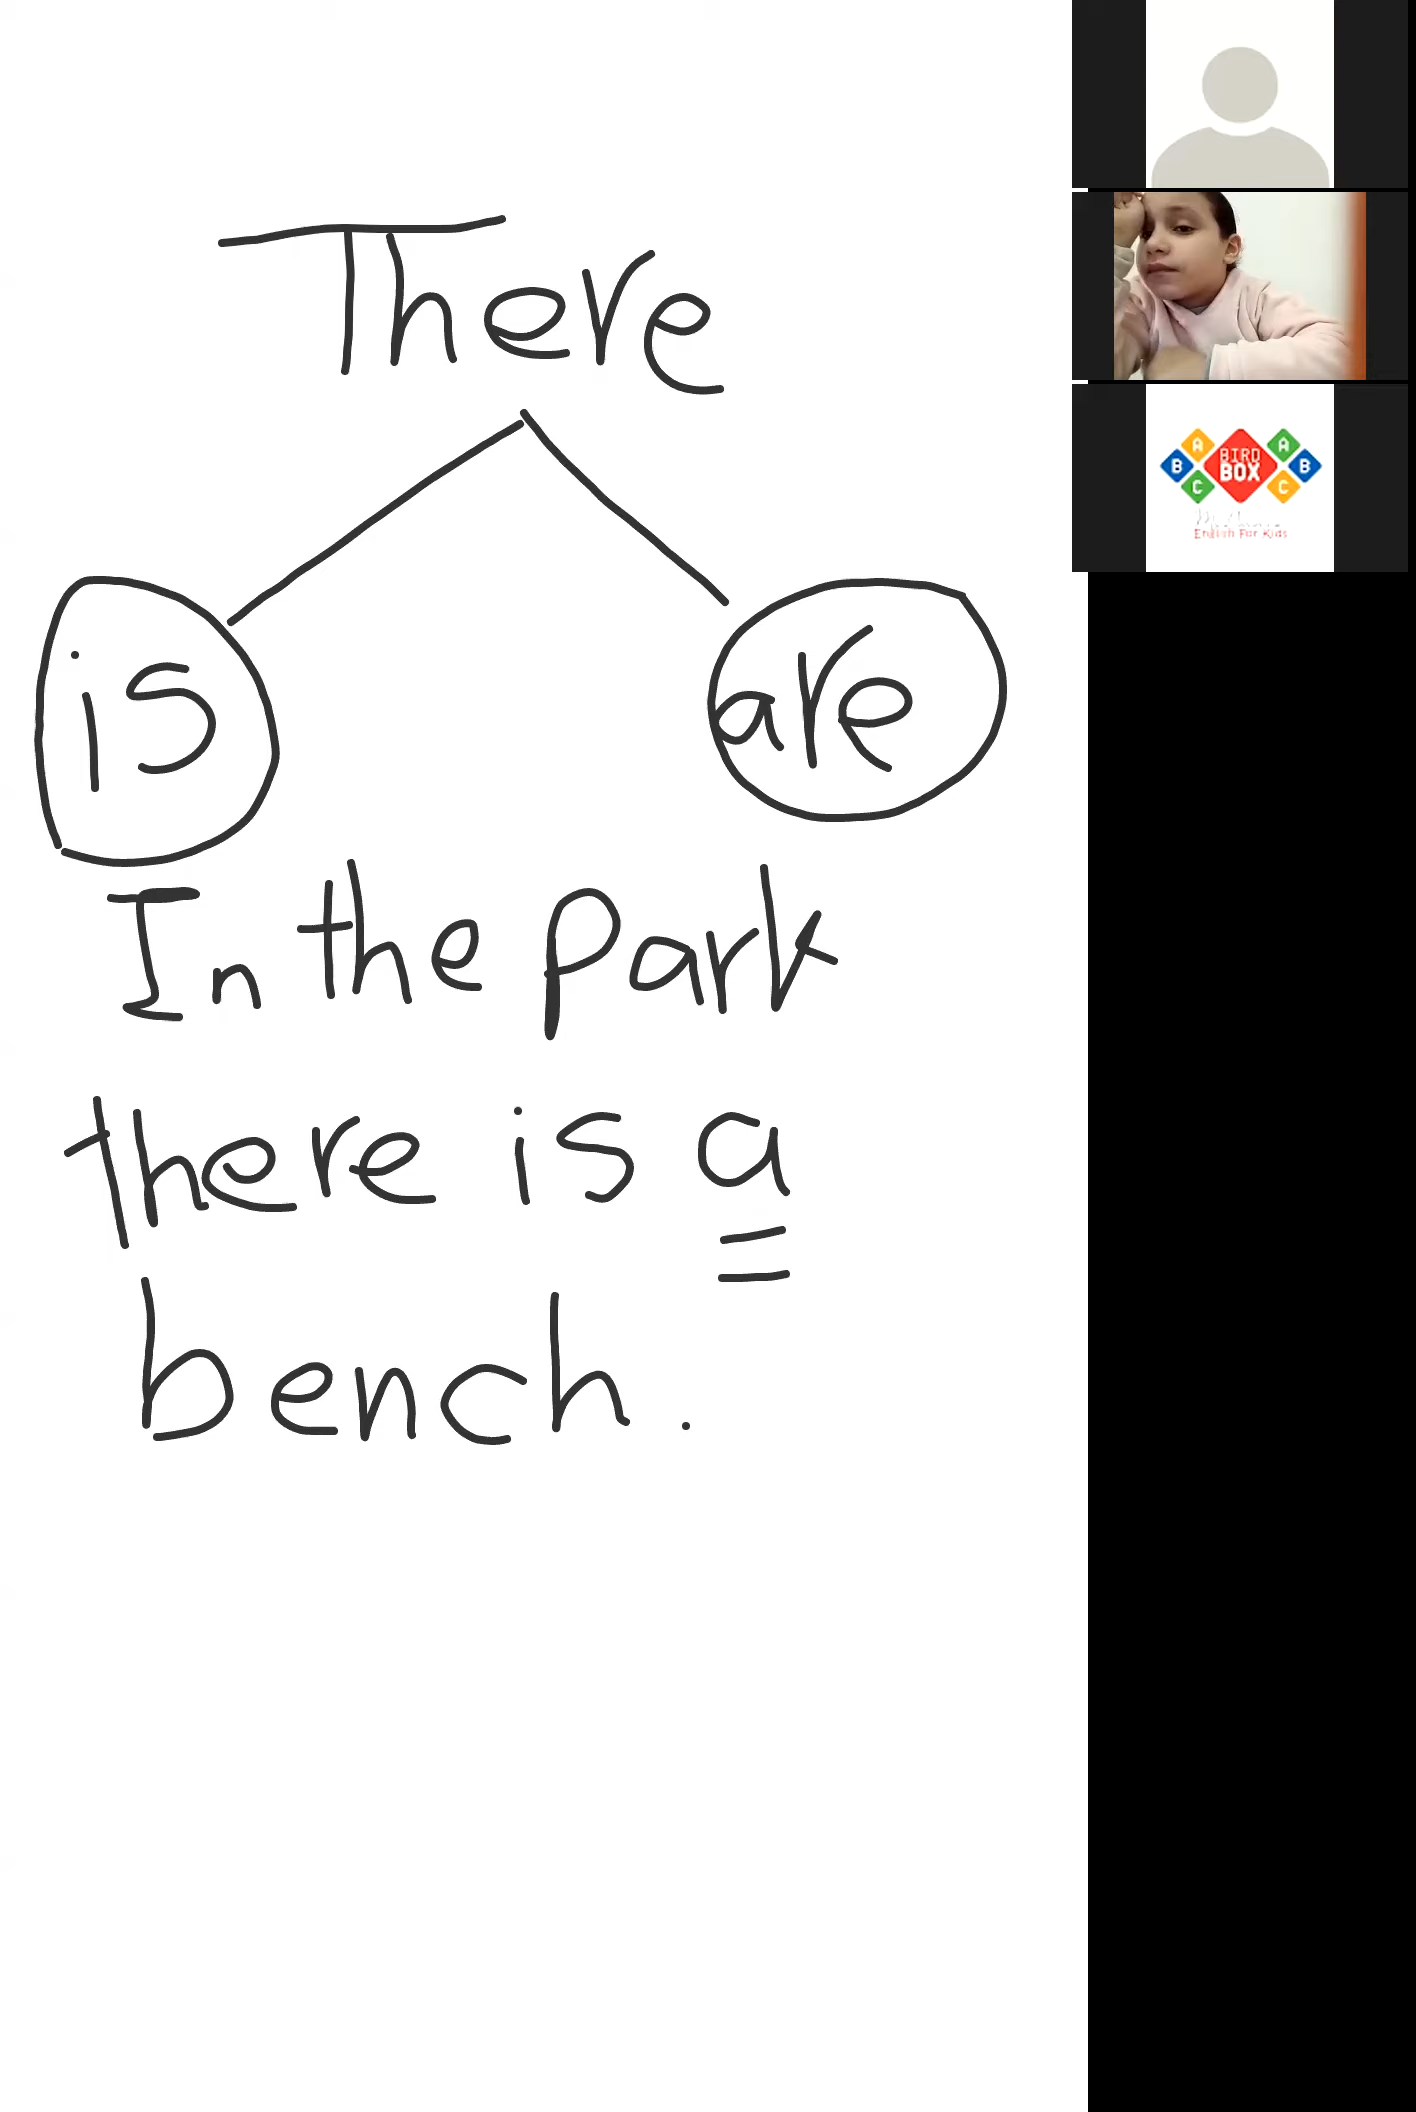 There
is are
In the park
there is a
bench.
A A
B BIRD B
BOX
C C
English For Kids